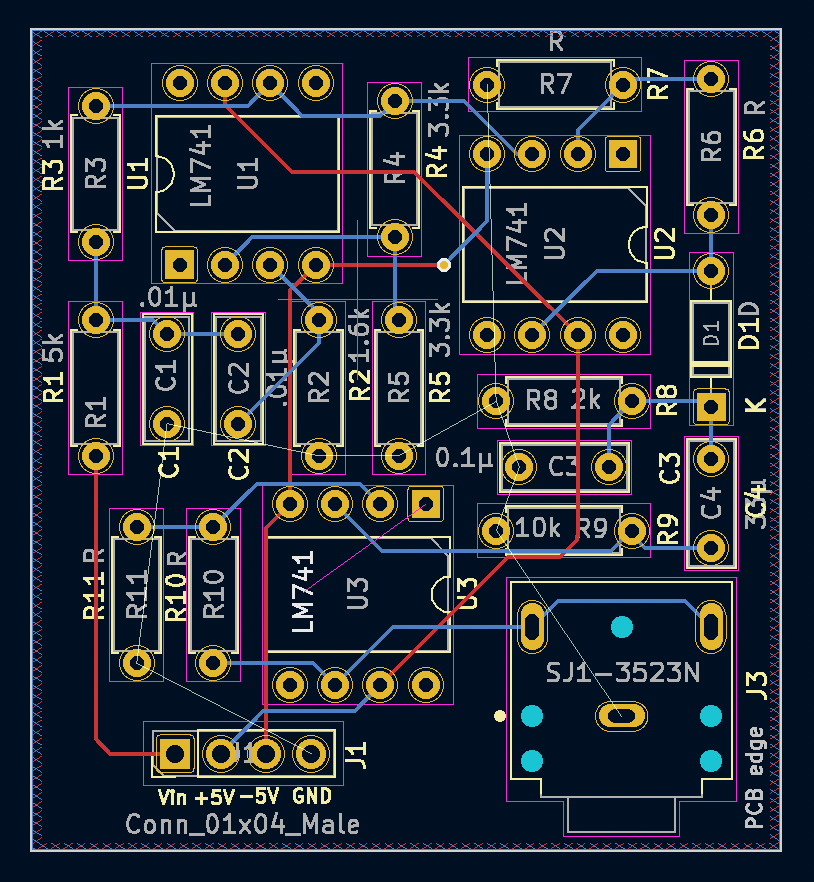 R
R7
R7
3.3k
R4
R4
1k
R3
R3
U1
LM741
U1
R
R6
R6
LM741
U2
U2
.01µ
5k
R1
R1
C1
C1
C2
C2
.01µ
R2
1.6k
R2
R5
3.3k
R5
D1
D
D1
K
R8
2k
R8
0.1µ
C3
C3
C4
C4
10k
R9
R9
R
R11
R11
R
R10
R10
LM741
U3
U3
SJ1-3523N
J3
PCB edge
J1
J1
Vin +5V -5V GND
Conn_01x04_Male